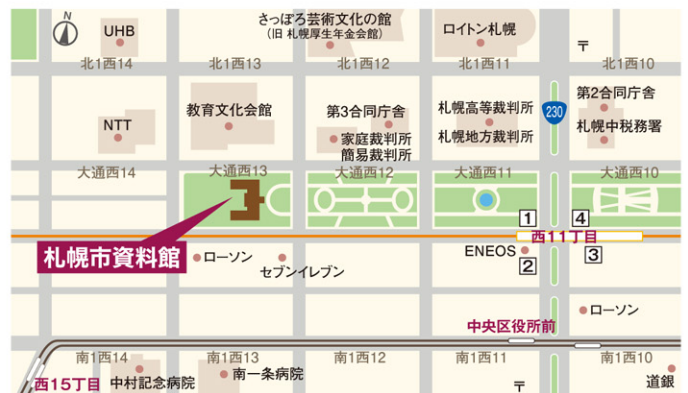 N
UHB
さっぽろ芸術文化の館
(旧 札幌厚生年金会館)
ロイトン札幌
〒
北1西14
北1西13
北1西12
北1西11
北1西10
NTT
教育文化会館
第3合同庁舎
家庭裁判所
簡易裁判所
札幌高等裁判所
札幌地方裁判所
230
第2合同庁舎
札幌中税務署
大通西14
大通西13
大通西12
大通西11
大通西10
1
4
西11丁目
札幌市資料館
ローソン
セブンイレブン
ENEOS
2
3
ローソン
中央区役所前
南1西14
南1西13
南1西12
南1西11
南1西10
西15丁目
中村記念病院
南一条病院
〒
道銀